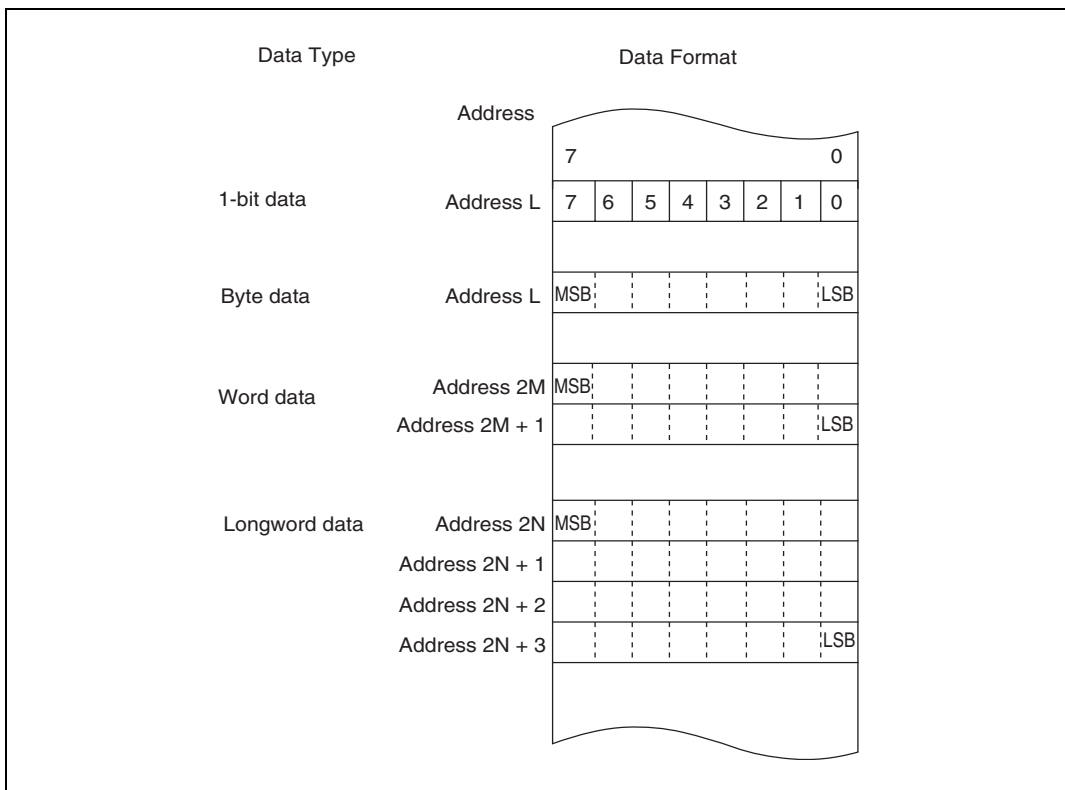 Data Type Data Format
Address
7 0
1-bit data Address L 7 6 5 4 3 2 1 0
Byte data Address L MSB LSB
Word data Address 2M MSB
Address 2M + 1 LSB
Longword data Address 2N MSB
Address 2N + 1
Address 2N + 2
Address 2N + 3 LSB